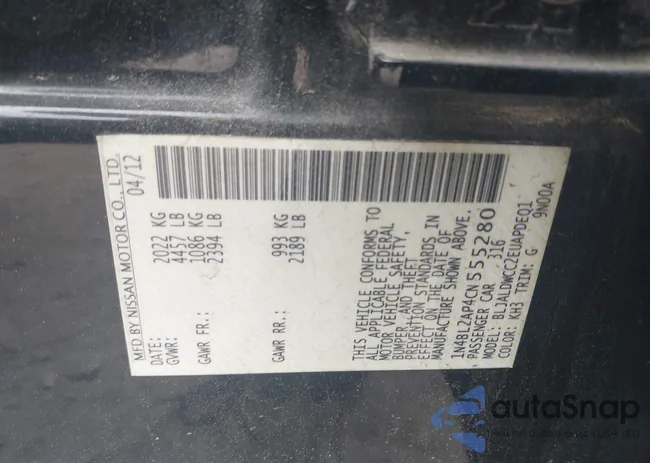 MFD BY NISSAN MOTOR CO., LTD.
DATE: 04/12
GVWR: 2022 KG
4457 LB
GAWR FR: 1086 KG
2394 LB
GAWR RR: 993 KG
2189 LB
THIS VEHICLE CONFORMS TO
ALL APPLICABLE FEDERAL
MOTOR VEHICLE SAFETY,
BUMPER, AND THEFT
PREVENTION STANDARDS IN
EFFECT ON THE DATE OF
MANUFACTURE SHOWN ABOVE.
1N4BL2AP4CN 555280
PASSENGER CAR 316
MODEL: BLJALDWCC2EUAPDEQ1
COLOR: KH3 TRIM: G 9N00A
autoSnap